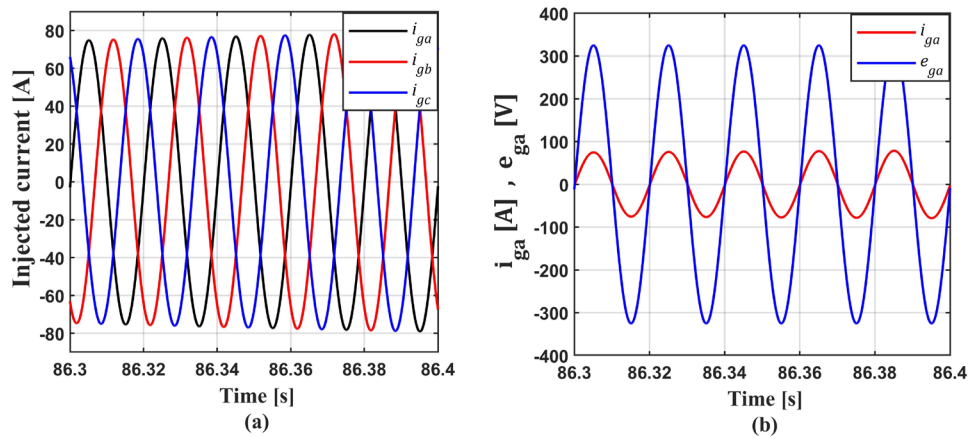 Injected current [A]
80
60
40
20
0
-20
-40
-60
-80
i_ga
i_gb
i_gc
86.3 86.32 86.34 86.36 86.38 86.4
Time [s]
(a)
i_ga [A] , e_ga [V]
400
300
200
100
0
-100
-200
-300
-400
i_ga
e_ga
86.3 86.32 86.34 86.36 86.38 86.4
Time [s]
(b)